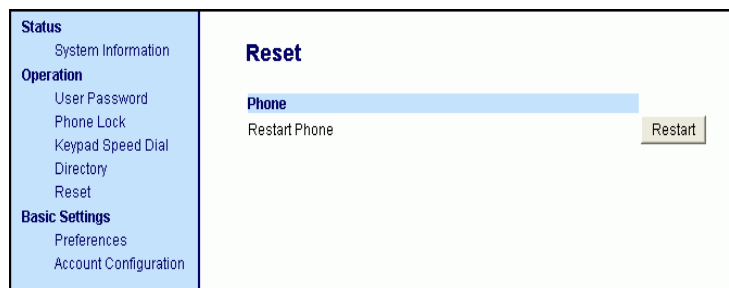 Status
System Information
Operation
User Password
Phone Lock
Keypad Speed Dial
Directory
Reset
Basic Settings
Preferences
Account Configuration
Reset
Phone
Restart Phone
Restart